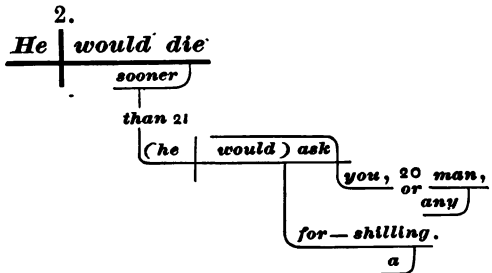 2.
He would die
sooner
than 21
(he would) ask
you, 20 or man,
any
for—shilling.
a